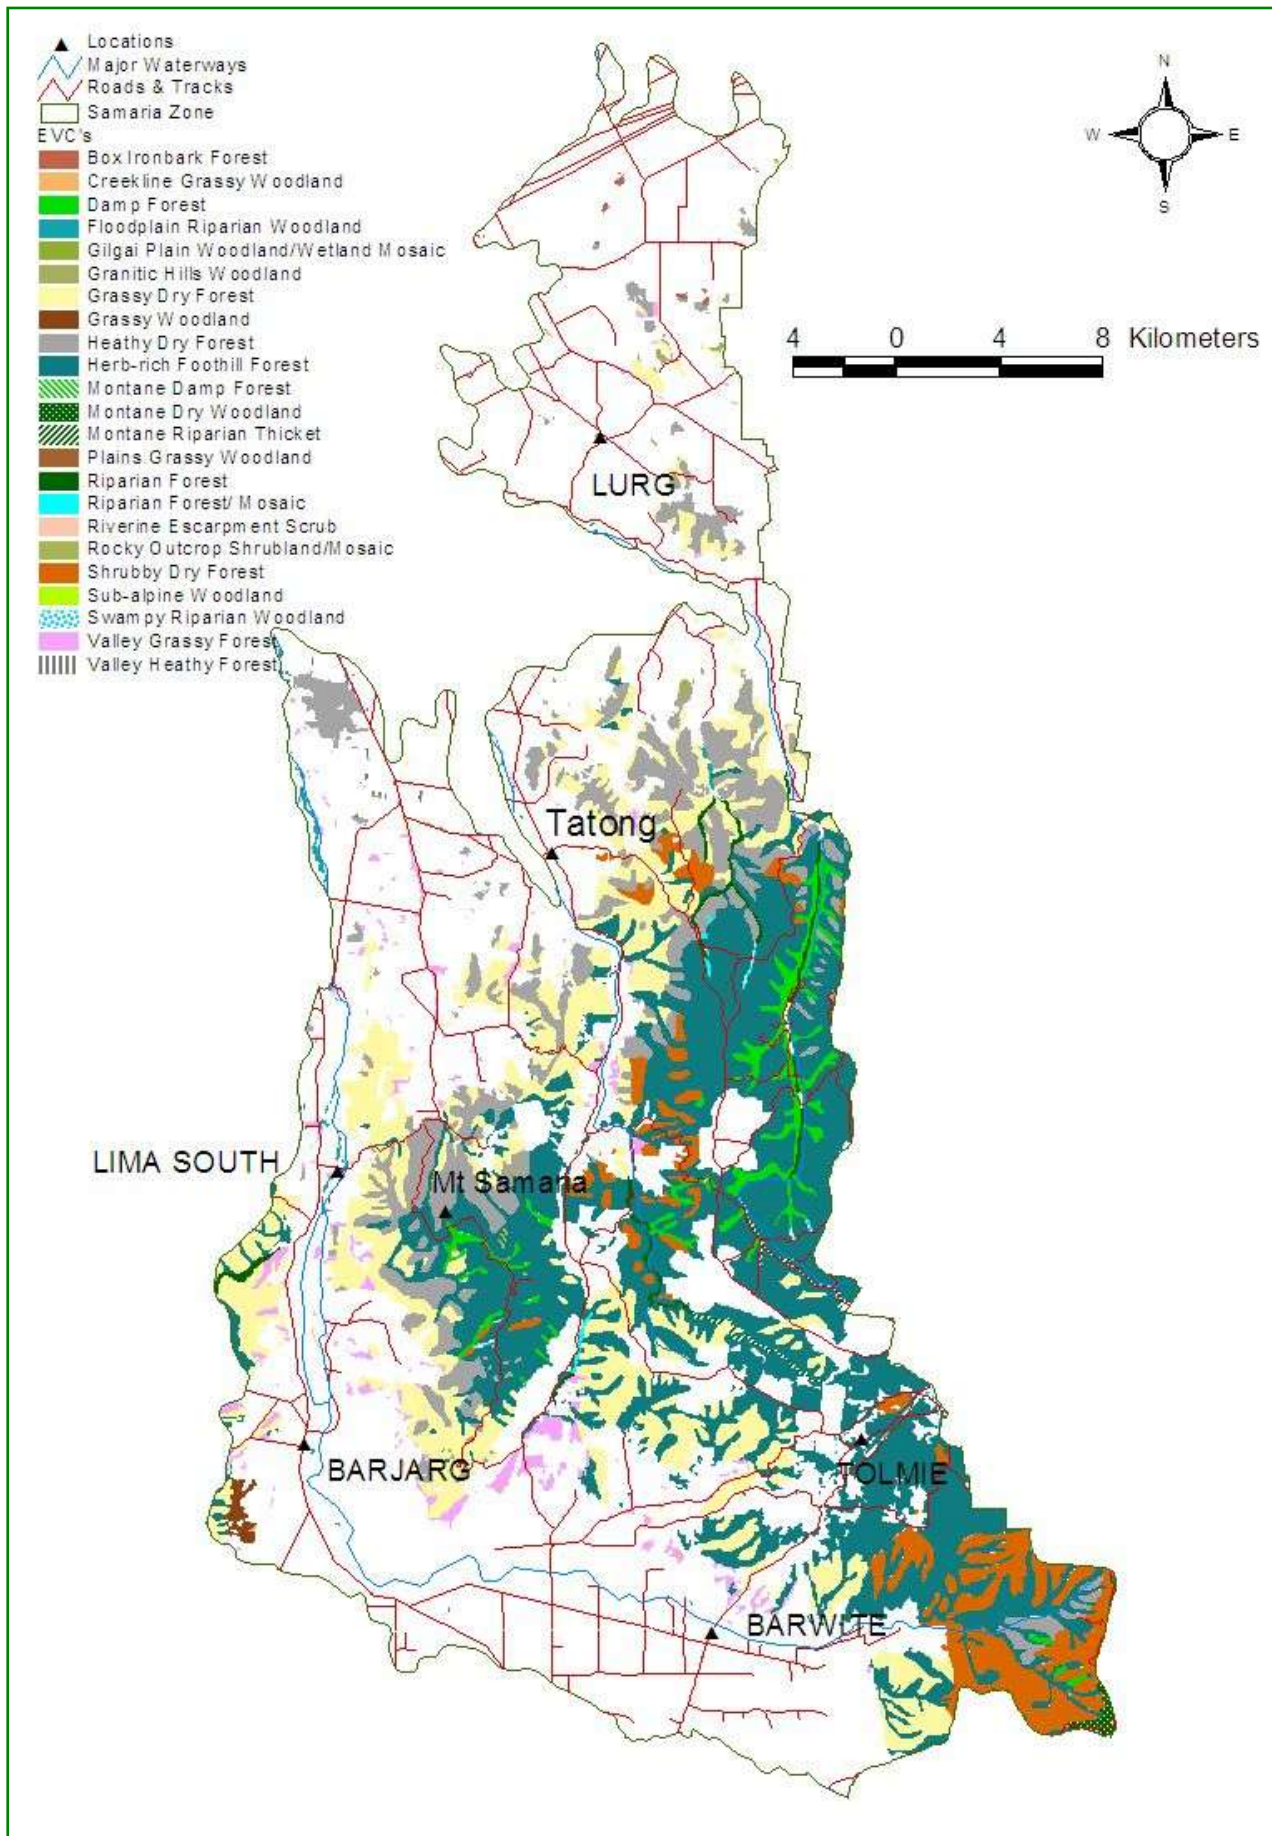 Locations
Major Waterways
Roads & Tracks
Samaria Zone
EVC's
Box Ironbark Forest
Creekline Grassy Woodland
Damp Forest
Floodplain Riparian Woodland
Gilgai Plain Woodland/Wetland Mosaic
Granitic Hills Woodland
Grassy Dry Forest
Grassy Woodland
Heathy Dry Forest
Herb-rich Foothill Forest
Montane Damp Forest
Montane Dry Woodland
Montane Riparian Thicket
Plains Grassy Woodland
Riparian Forest
Riparian Forest/ Mosaic
Riverine Escarpment Scrub
Rocky Outcrop Shrubland/Mosaic
Shrubby Dry Forest
Sub-alpine Woodland
Swampy Riparian Woodland
Valley Grassy Forest
Valley Heathy Forest
N
W E
S
4 0 4 8 Kilometers
LURG
Tatong
LIMA SOUTH
Mt Samaria
BARJARG
TOLMIE
BARWITE